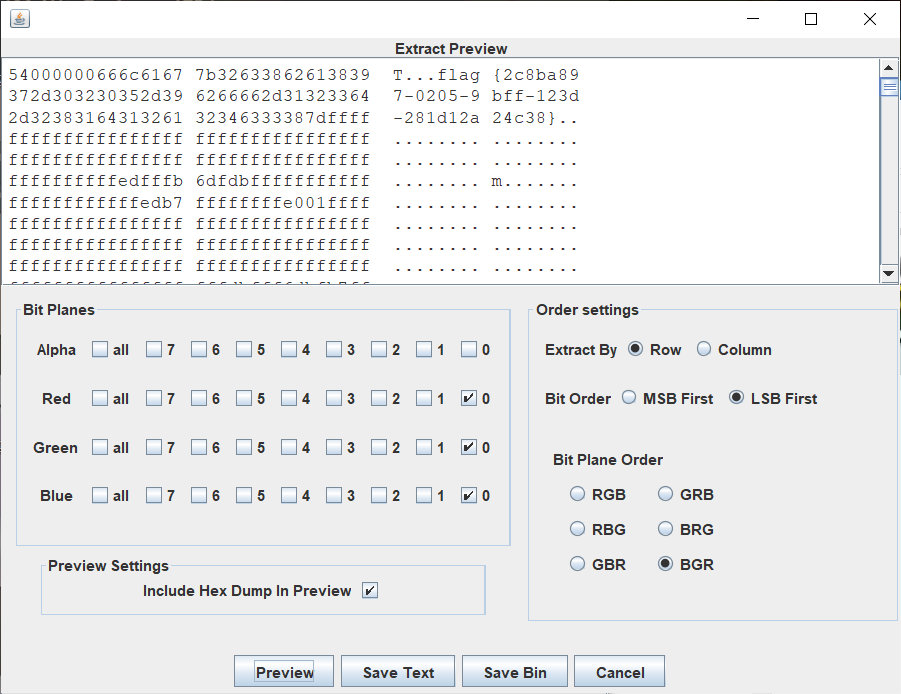 Extract Preview
54000000666c6167 7b32633862613839 T...flag {2c8ba89
372d303230352d39 6266662d31323364 7-0205-9 bff-123d
2d32383164313261 32346333387dffff -281d12a 24c38}..
ffffffffffffffff ffffffffffffffff ........ ........
ffffffffffffffff ffffffffffffffff ........ ........
ffffffffffedfffb 6dfdbfffffffffff ........ m.......
ffffffffffffedb7 ffffffffe001ffff ........ ........
ffffffffffffffff ffffffffffffffff ........ ........
ffffffffffffffff ffffffffffffffff ........ ........
ffffffffffffffff ffffffffffffffff ........ ........
Bit Planes
Alpha all 7 6 5 4 3 2 1 0
Red all 7 6 5 4 3 2 1 0
Green all 7 6 5 4 3 2 1 0
Blue all 7 6 5 4 3 2 1 0
Preview Settings
Include Hex Dump In Preview
Order settings
Extract By Row Column
Bit Order MSB First LSB First
Bit Plane Order
RGB GRB
RBG BRG
GBR BGR
Preview Save Text Save Bin Cancel